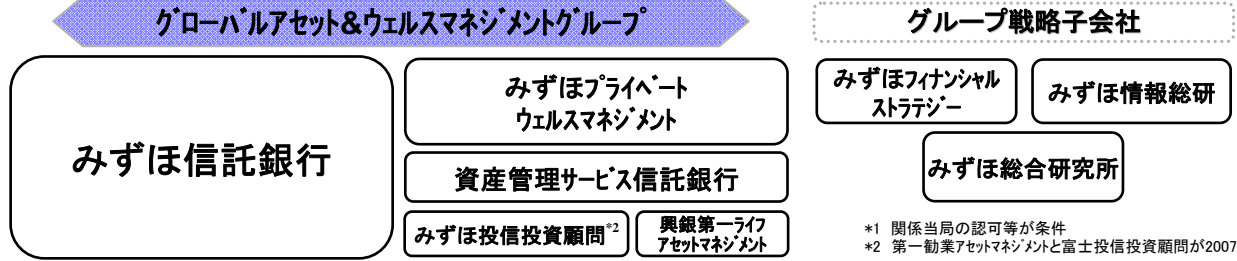 グローバルアセット&ウェルスマネジメントグループ
グループ戦略子会社
みずほ信託銀行
みずほプライベート
ウェルスマネジメント
資産管理サービス信託銀行
みずほ投信投資顧問*2
興銀第一ライフ
アセットマネジメント
みずほフィナンシャル
ストラテジー
みずほ情報総研
みずほ総合研究所
*1 関係当局の認可等が条件
*2 第一勧業アセットマネジメントと富士投信投資顧問が2007